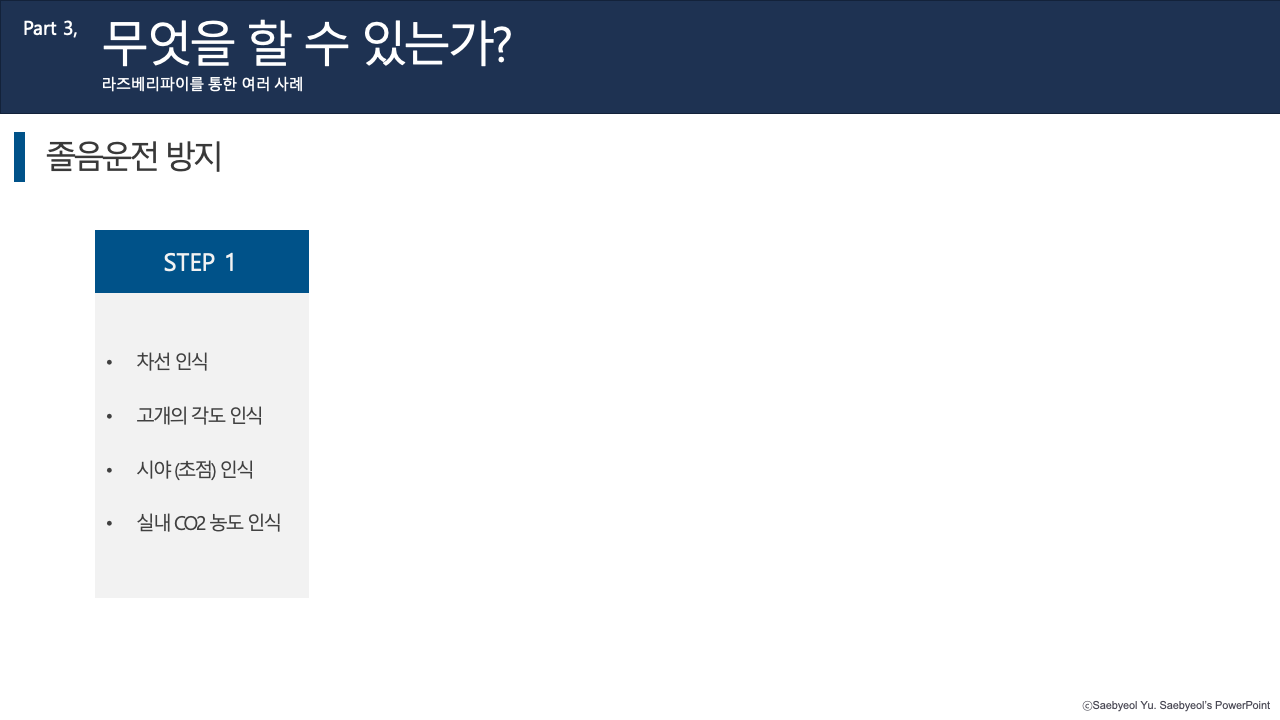 Part 3,
무엇을 할 수 있는가?
라즈베리파이를 통한 여러 사례
졸음운전 방지
STEP 1
• 차선 인식
• 고개의 각도 인식
• 시야 (초점) 인식
• 실내 CO2 농도 인식
ⓒSaebyeol Yu. Saebyeol’s PowerPoint